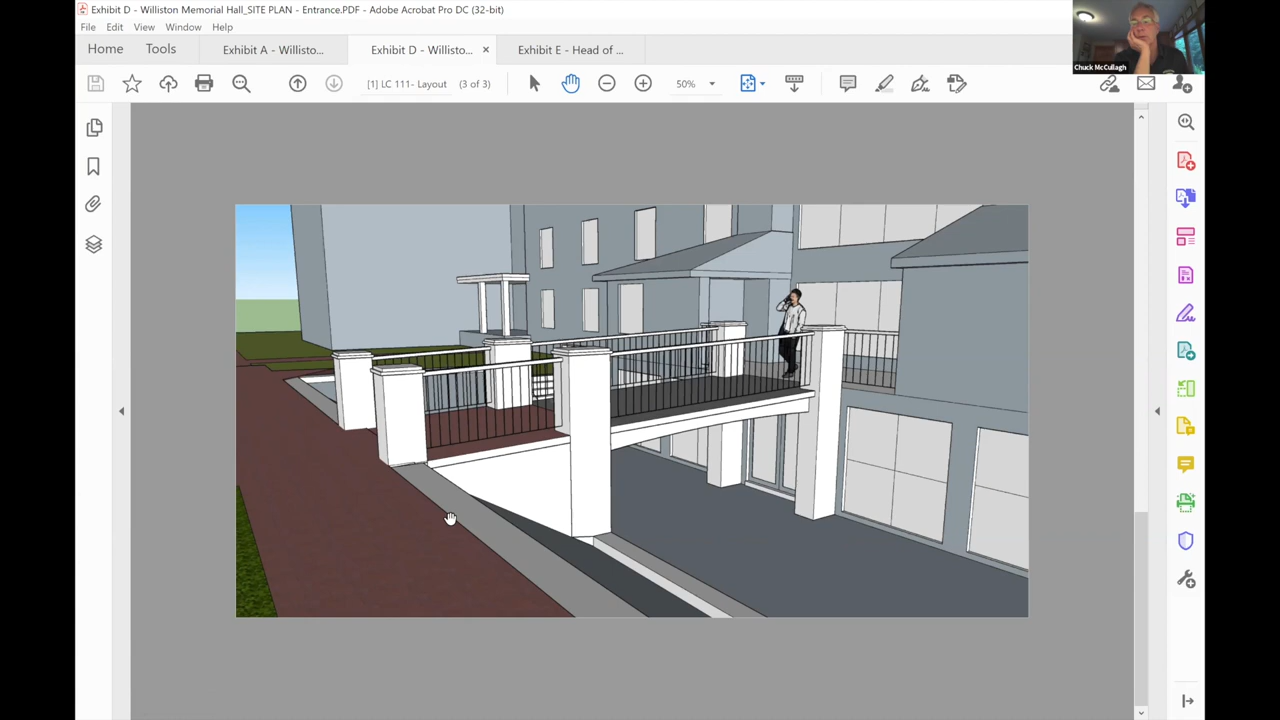 Exhibit D - Williston Memorial Hall_SITE PLAN - Entrance.PDF - Adobe Acrobat Pro DC (32-bit)
File Edit View Window Help
Home Tools Exhibit A - Willisto... Exhibit D - Willisto... × Exhibit E - Head of ...
[1] LC 111- Layout (3 of 3) 50%
Chuck McCullagh